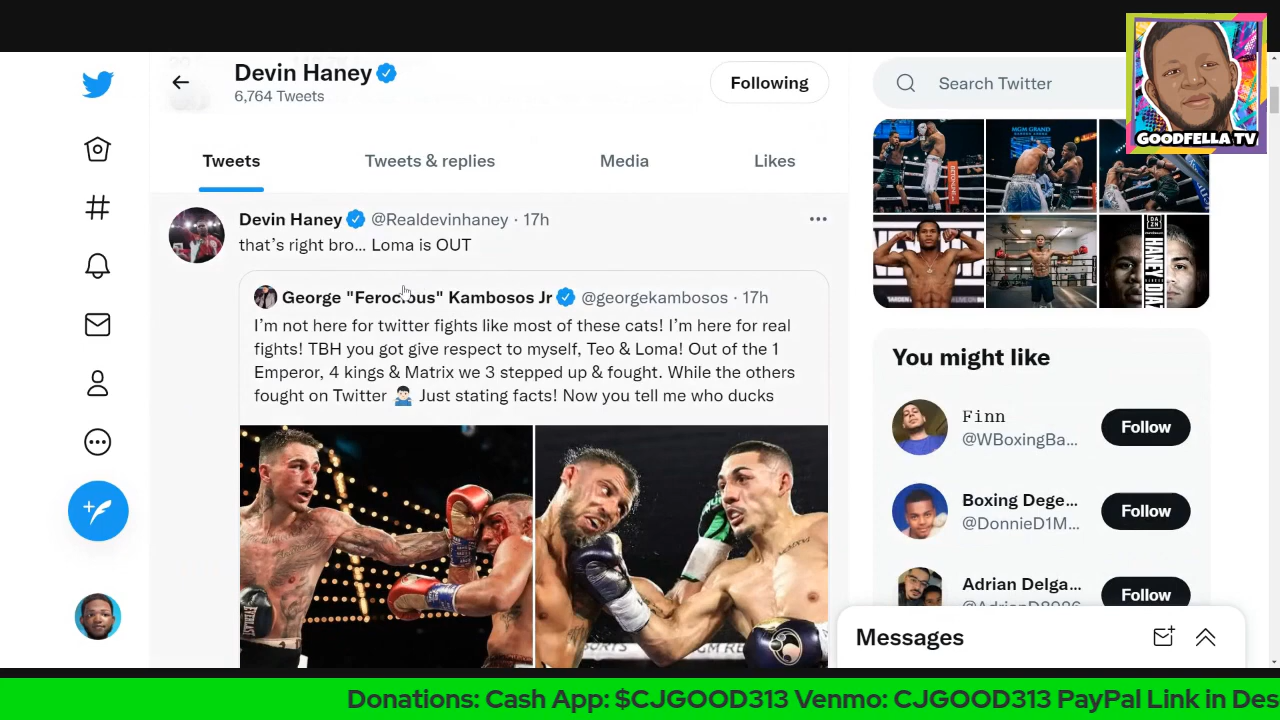 Devin Haney
6,764 Tweets
Following
Search Twitter
GOODFELLA TV
Tweets
Tweets & replies
Media
Likes
Devin Haney @Realdevinhaney · 17h
that’s right bro... Loma is OUT
George "Ferocious" Kambosos Jr @georgekambosos · 17h
I’m not here for twitter fights like most of these cats! I’m here for real
fights! TBH you got give respect to myself, Teo & Loma! Out of the 1
Emperor, 4 kings & Matrix we 3 stepped up & fought. While the others
fought on Twitter 🤷🏻‍♂️ Just stating facts! Now you tell me who ducks
MGM GRAND
DAZN
HANEY DIAZ
You might like
Finn
@WBoxingBa...
Follow
Boxing Dege...
@DonnieD1M...
Follow
Adrian Delga...
Follow
Messages
Donations: Cash App: $CJGOOD313 Venmo: CJGOOD313 PayPal Link in Des